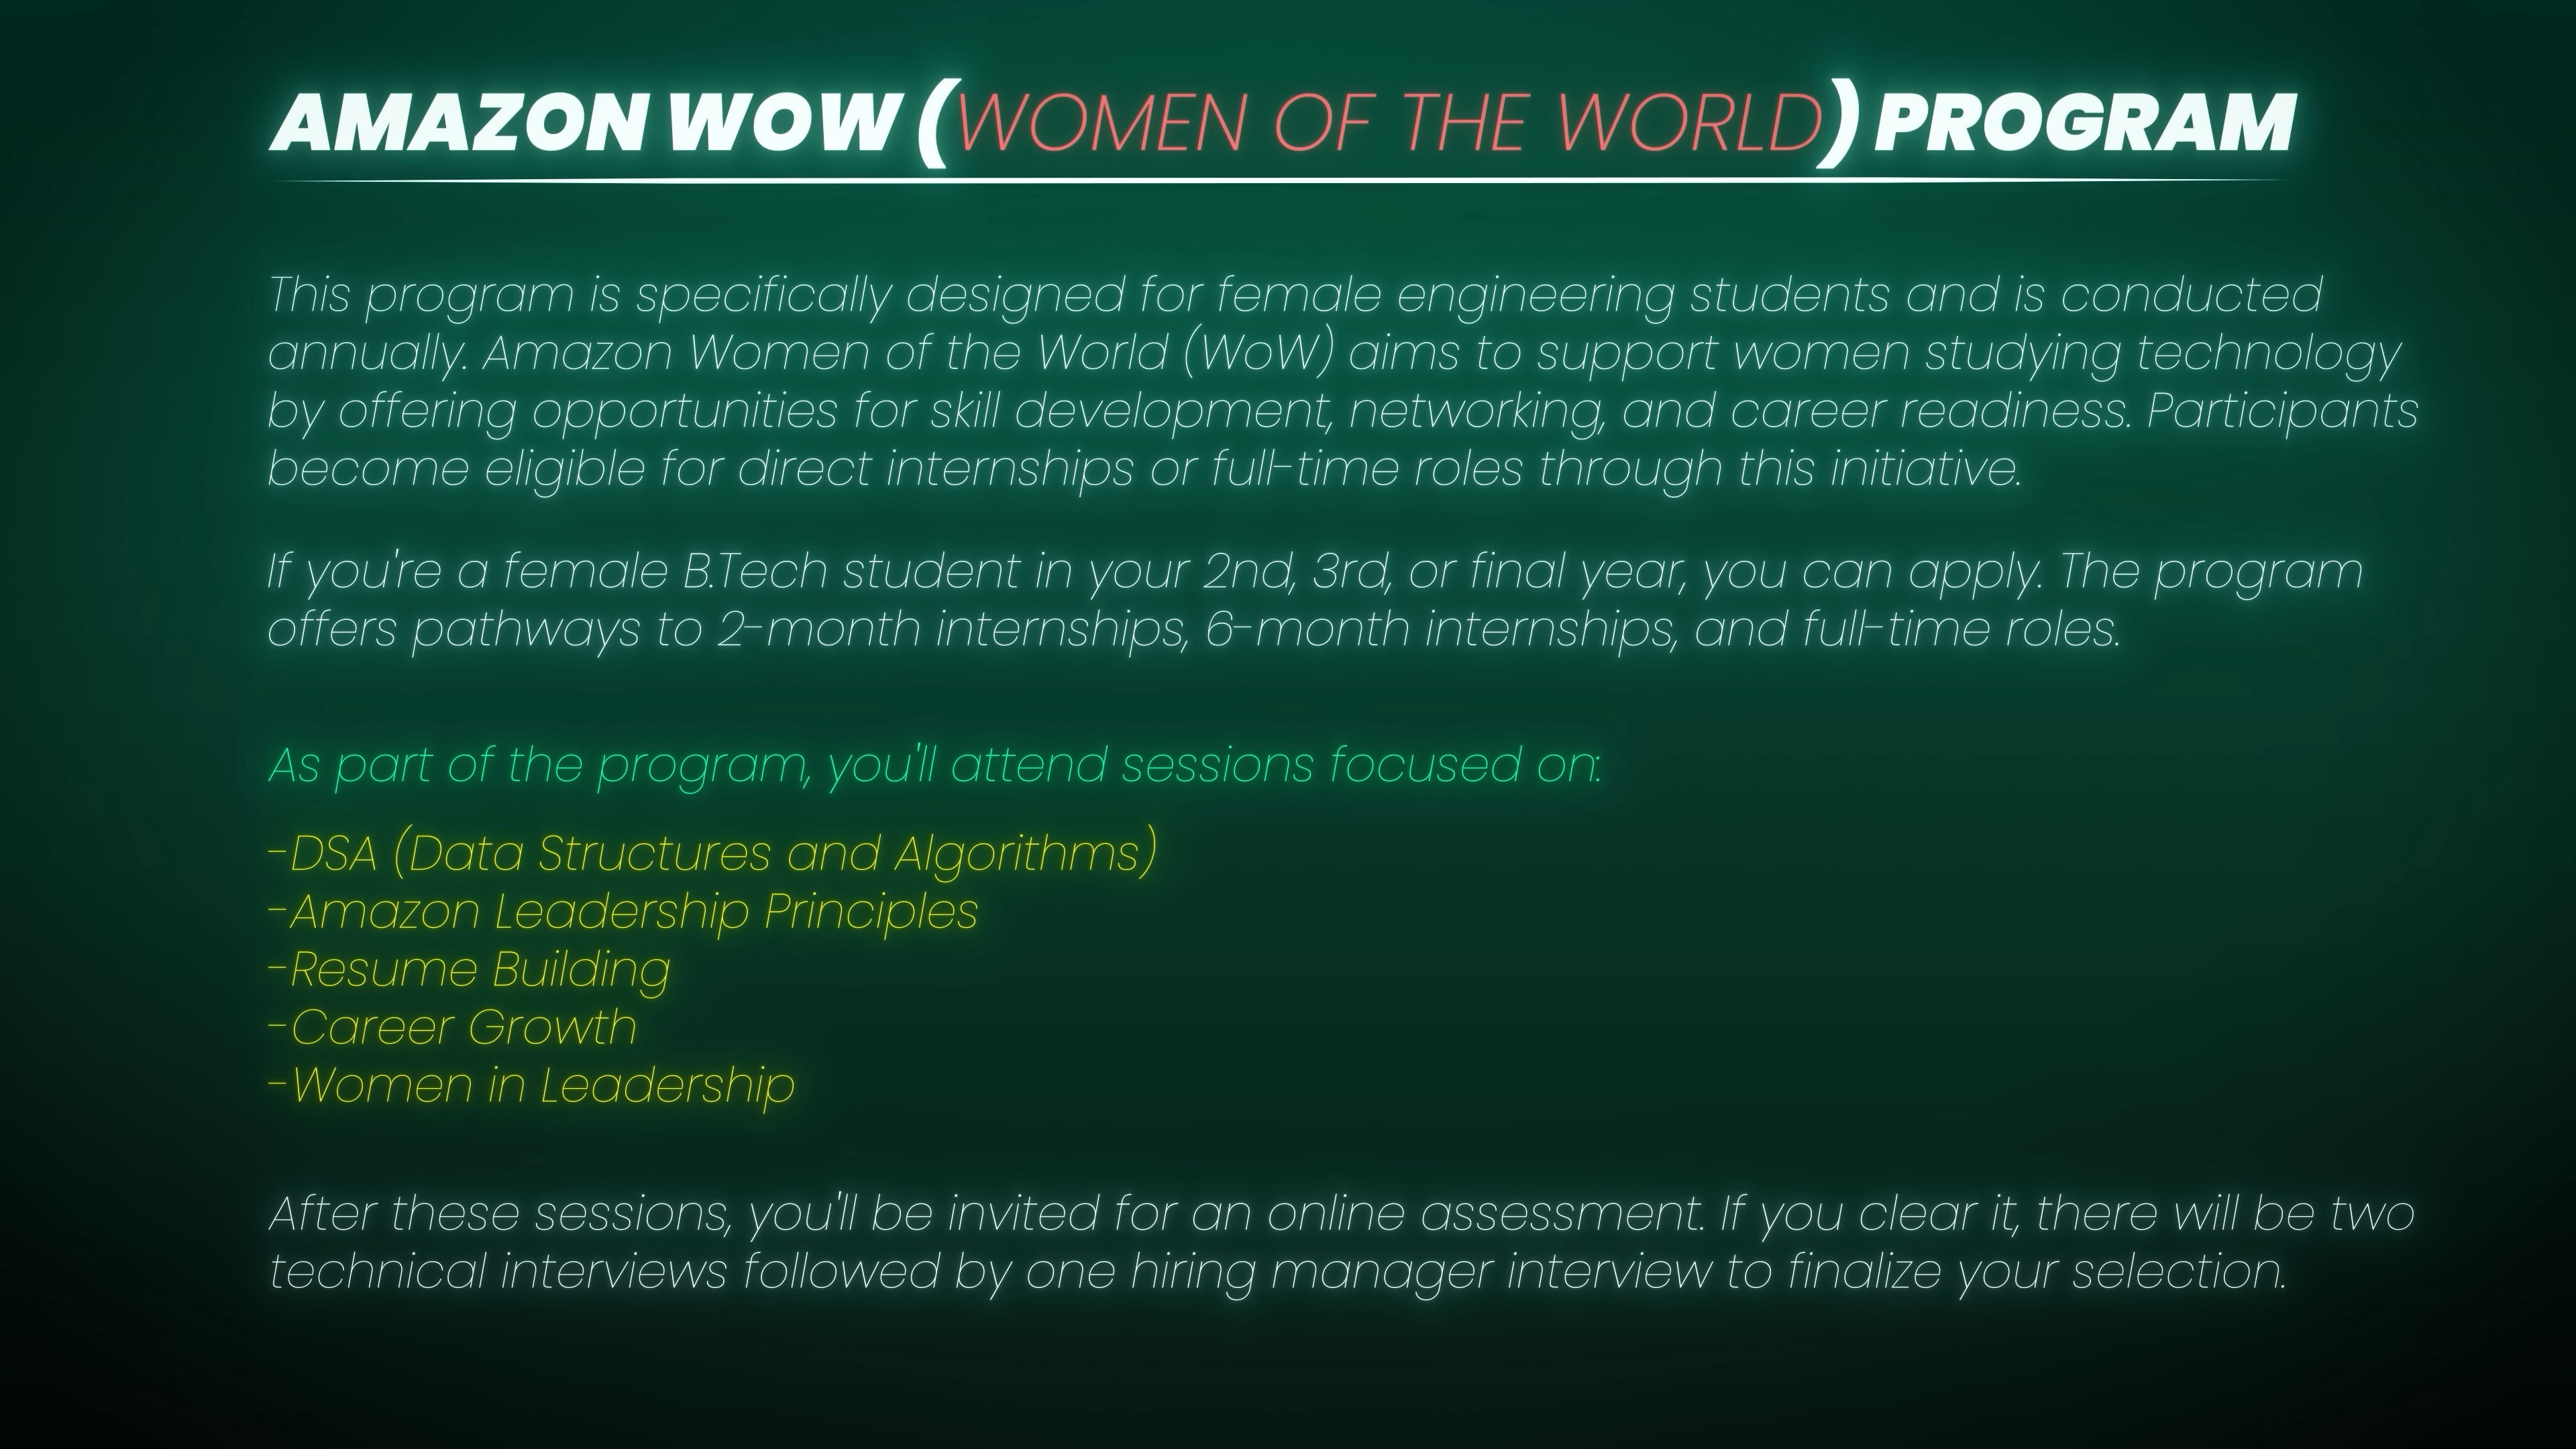 AMAZON WOW (WOMEN OF THE WORLD) PROGRAM
This program is specifically designed for female engineering students and is conducted
annually. Amazon Women of the World (WoW) aims to support women studying technology
by offering opportunities for skill development, networking, and career readiness. Participants
become eligible for direct internships or full-time roles through this initiative.
If you're a female B.Tech student in your 2nd, 3rd, or final year, you can apply. The program
offers pathways to 2-month internships, 6-month internships, and full-time roles.
As part of the program, you'll attend sessions focused on:
-DSA (Data Structures and Algorithms)
-Amazon Leadership Principles
-Resume Building
-Career Growth
-Women in Leadership
After these sessions, you'll be invited for an online assessment. If you clear it, there will be two
technical interviews followed by one hiring manager interview to finalize your selection.